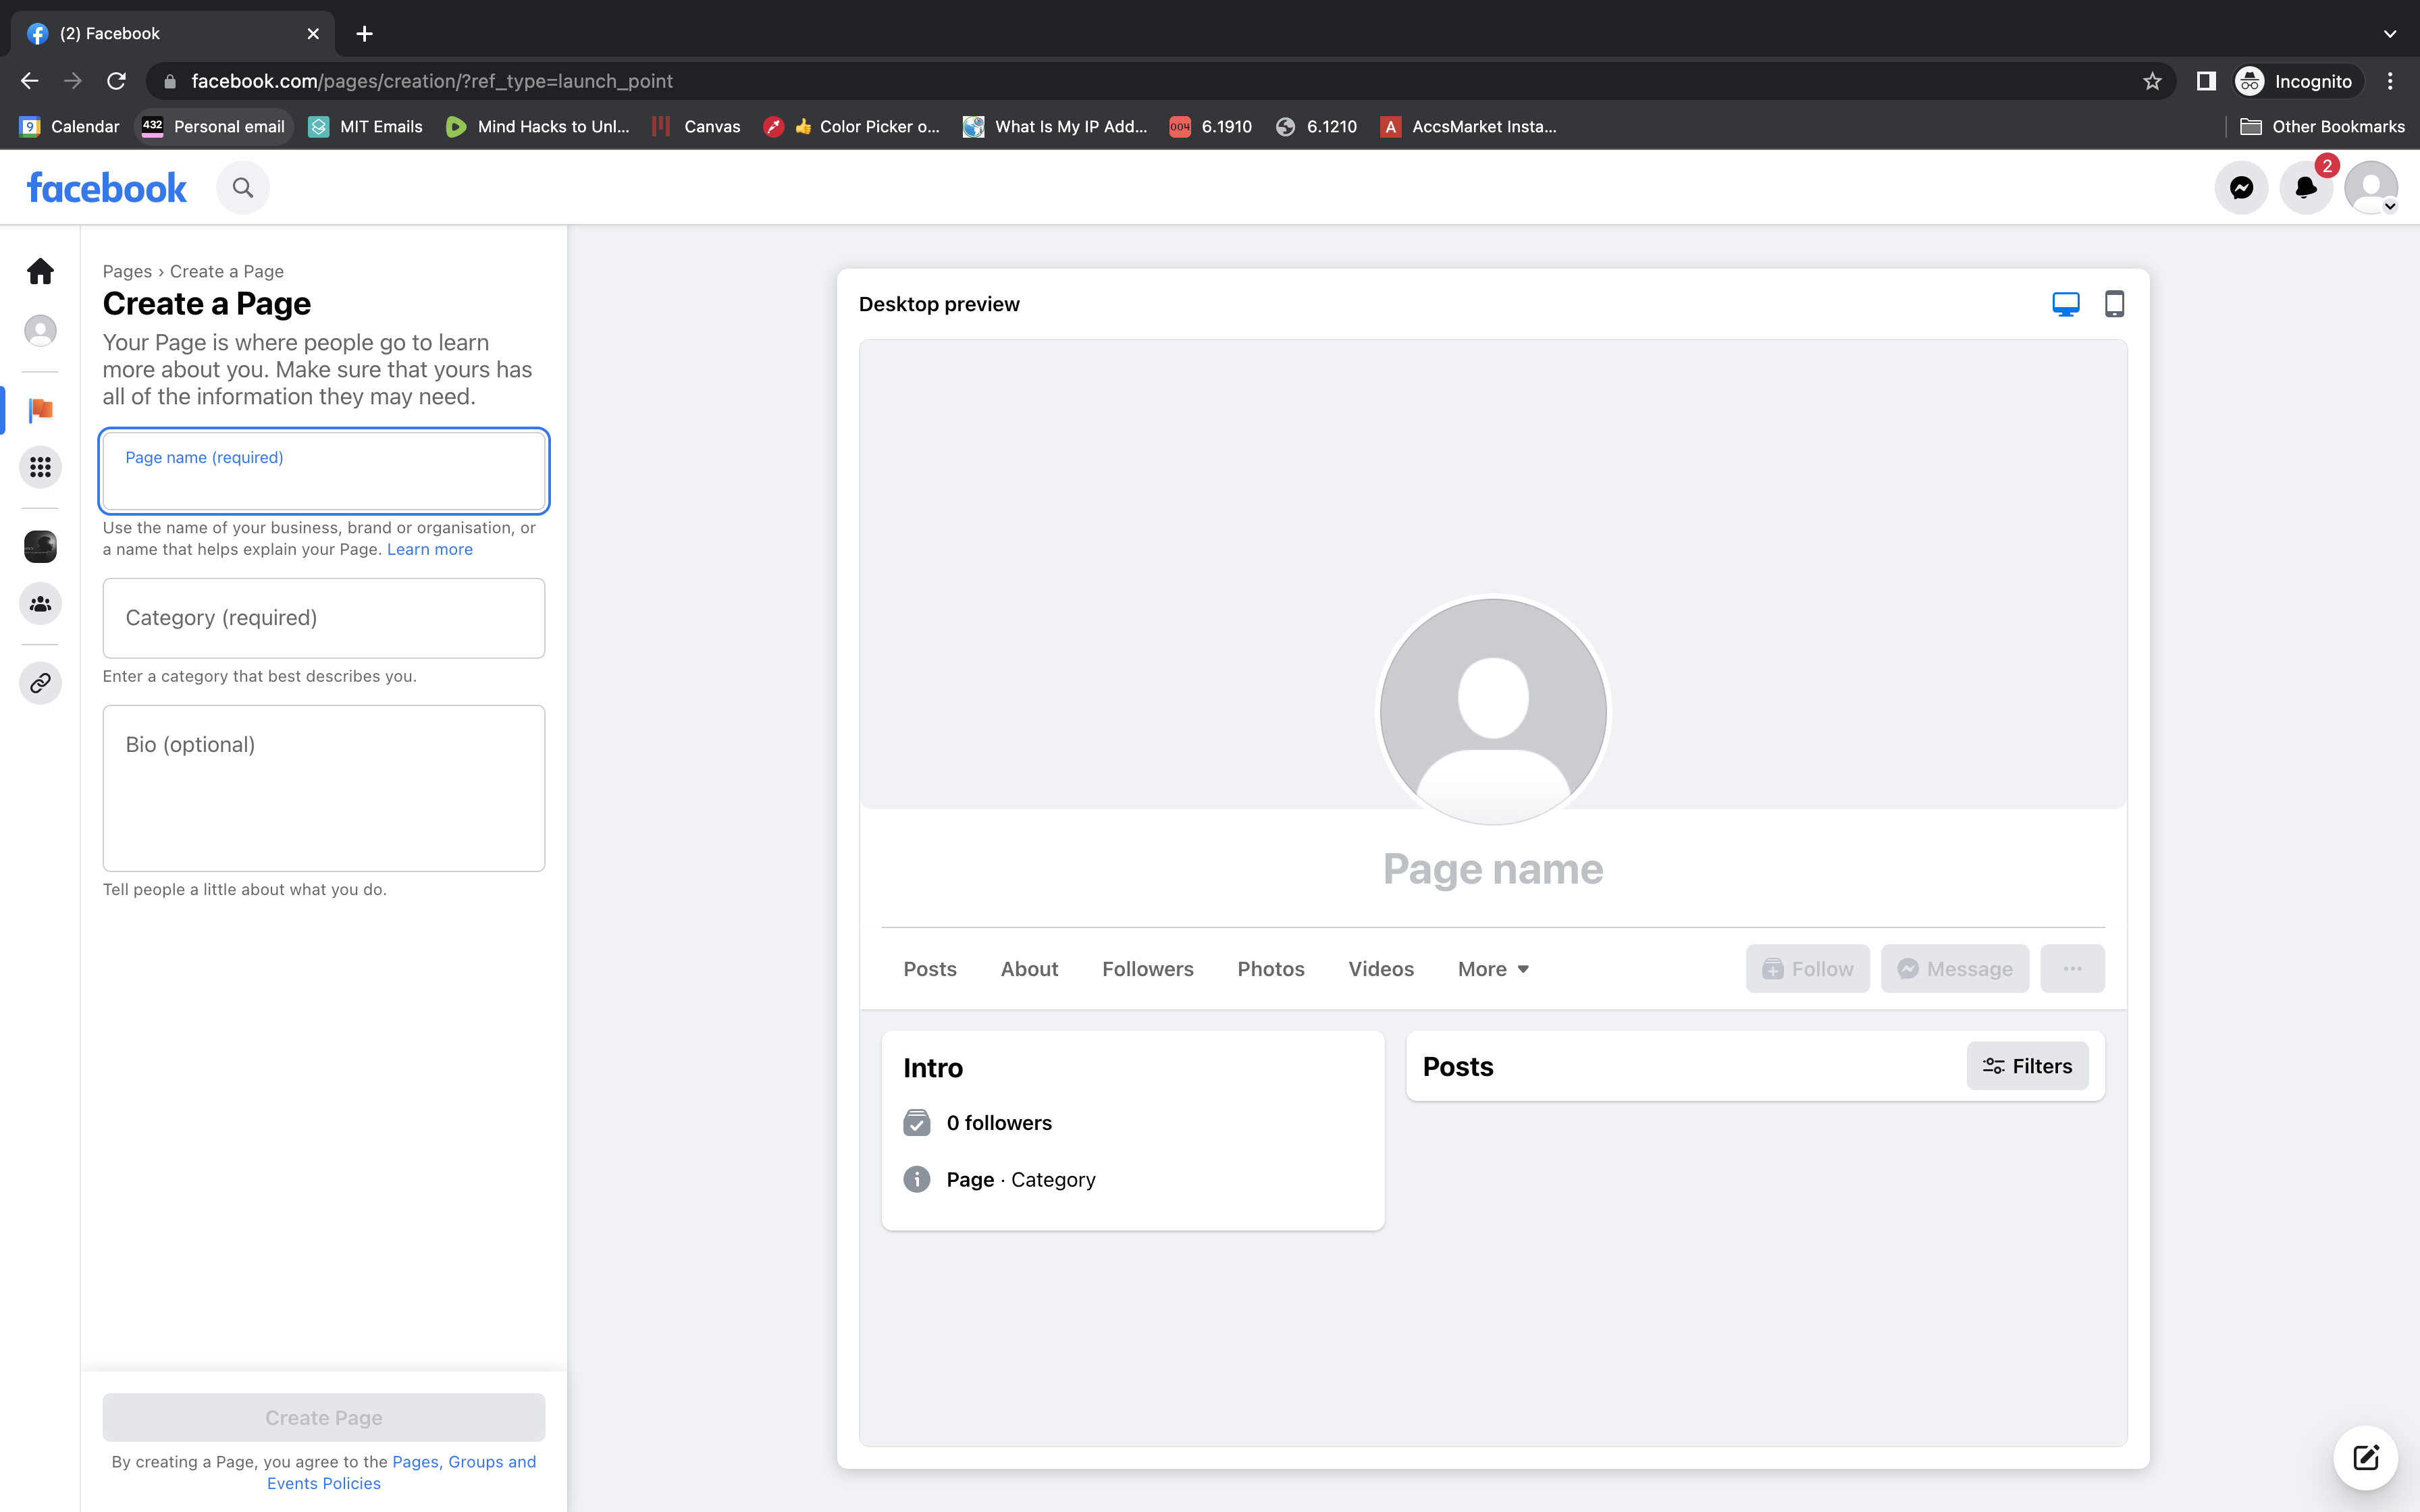 (2) Facebook
facebook.com/pages/creation/?ref_type=launch_point
Incognito
9 Calendar
432 Personal email
MIT Emails
Mind Hacks to Unl...
Canvas
👍 Color Picker o...
What Is My IP Add...
004 6.1910
6.1210
A AccsMarket Insta...
Other Bookmarks
facebook
2
Pages › Create a Page
Create a Page
Your Page is where people go to learn
more about you. Make sure that yours has
all of the information they may need.
Page name (required)
Use the name of your business, brand or organisation, or
a name that helps explain your Page. Learn more
Category (required)
Enter a category that best describes you.
Bio (optional)
Tell people a little about what you do.
Create Page
By creating a Page, you agree to the Pages, Groups and
Events Policies
Desktop preview
Page name
Posts
About
Followers
Photos
Videos
More
Follow
Message
Intro
0 followers
Page · Category
Posts
Filters